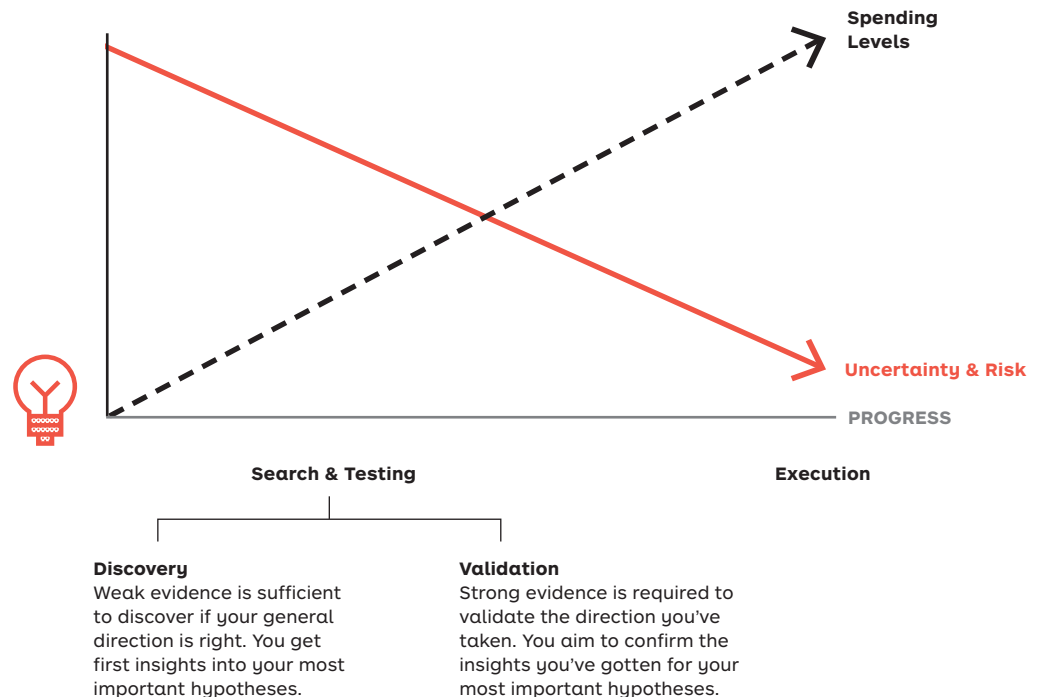 Spending
Levels
Uncertainty & Risk
PROGRESS
Search & Testing
Execution
Discovery
Weak evidence is sufficient
to discover if your general
direction is right. You get
first insights into your most
important hypotheses.
Validation
Strong evidence is required to
validate the direction you’ve
taken. You aim to confirm the
insights you’ve gotten for your
most important hypotheses.